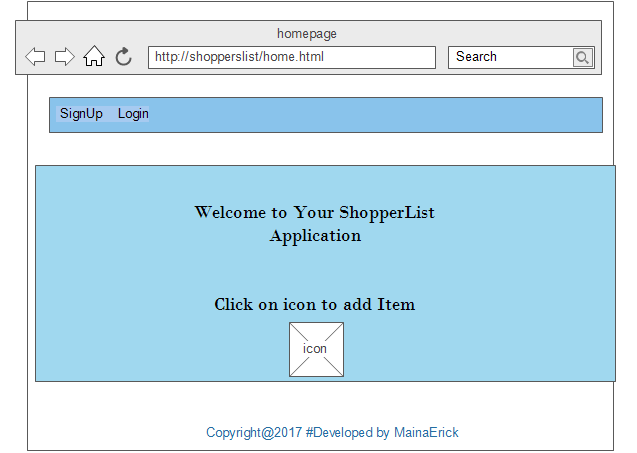 homepage
http://shopperslist/home.html
Search
SignUp Login
Welcome to Your ShopperList
Application
Click on icon to add Item
icon
Copyright@2017 #Developed by MainaErick